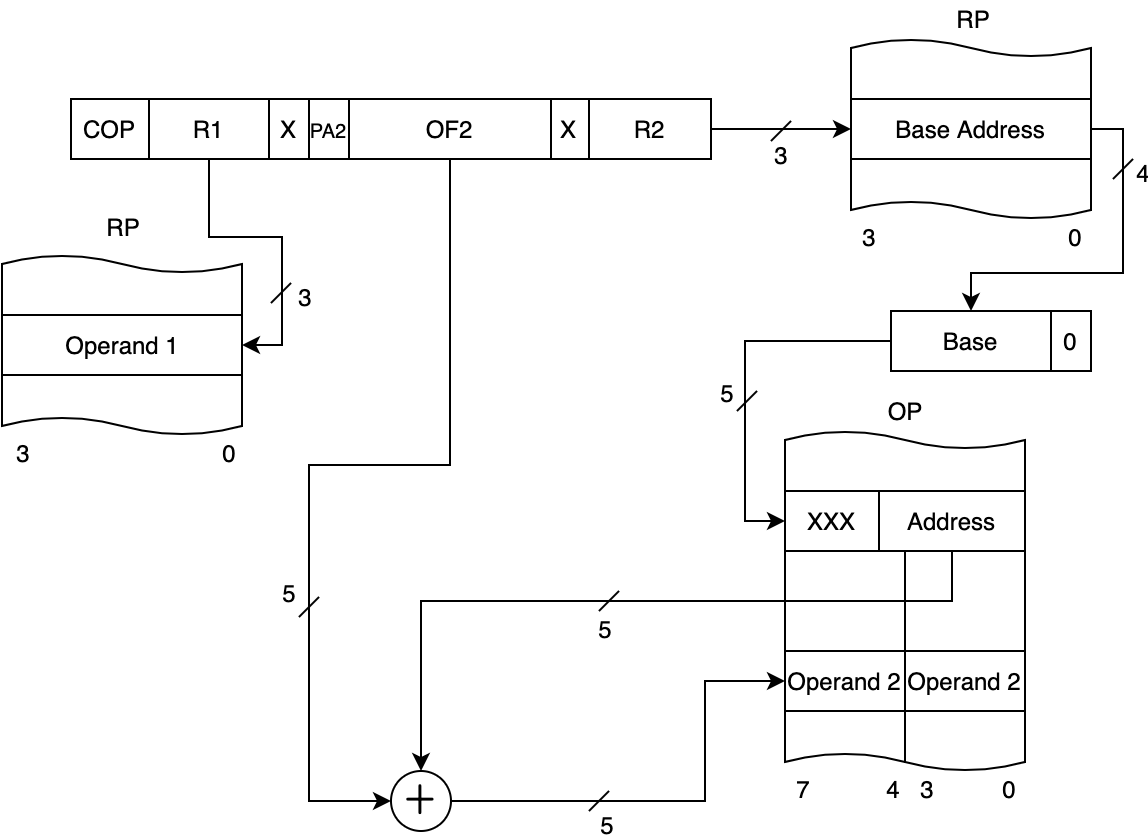 RP
COP R1 X PA2 OF2 X R2
Base Address
3
4
3 0
RP
3
Operand 1
3 0
Base 0
5
OP
XXX Address
5
5
Operand 2 Operand 2
7 4 3 0
+
5